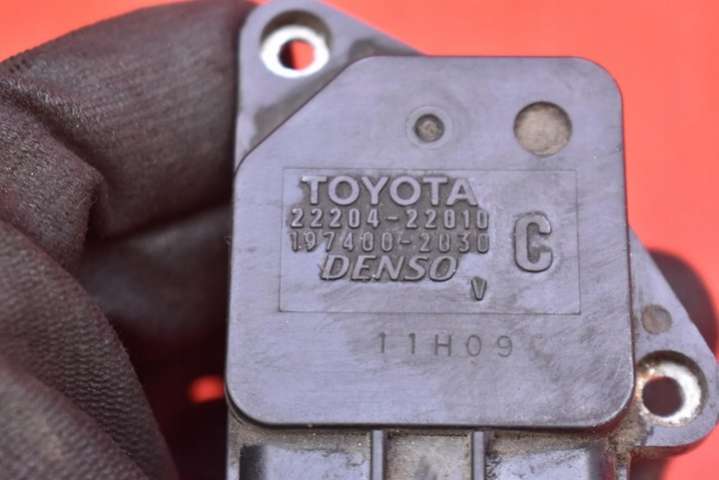 TOYOTA
22204-22010
197400-2030
DENSO
V
C
11H09